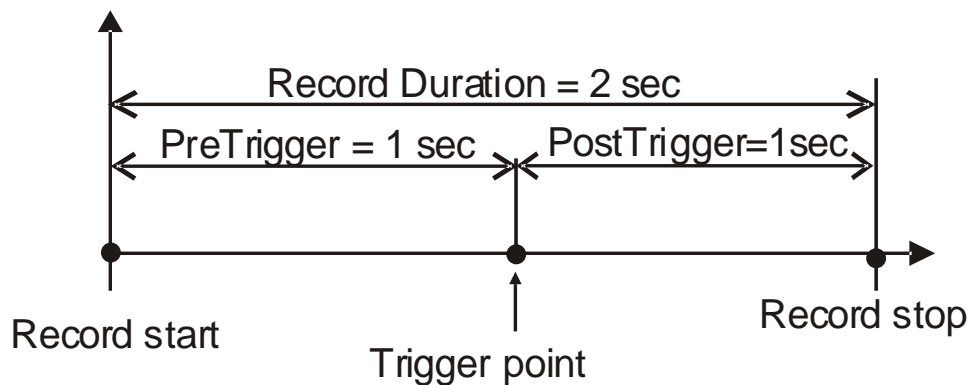 Record Duration = 2 sec
PreTrigger = 1 sec
PostTrigger=1sec
Record start
Trigger point
Record stop